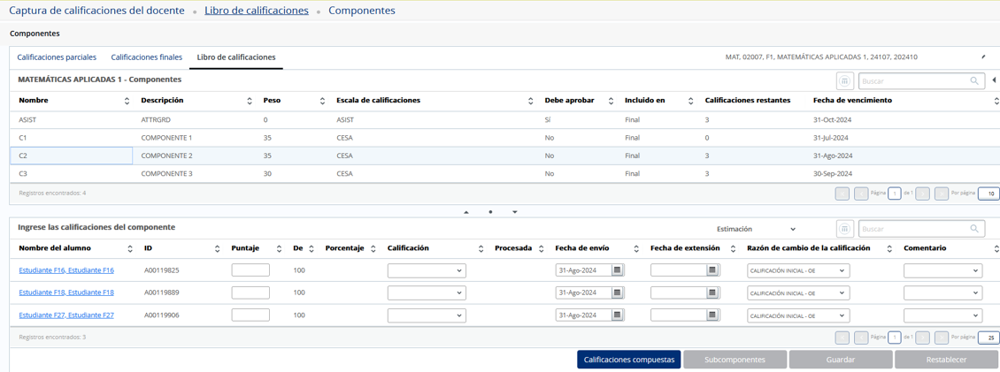 Captura de calificaciones del docente • Libro de calificaciones • Componentes
Componentes
Calificaciones parciales Calificaciones finales Libro de calificaciones MAT, 02007, F1, MATEMÁTICAS APLICADAS 1, 24107, 202410
MATEMÁTICAS APLICADAS 1 - Componentes Buscar
Nombre Descripción Peso Escala de calificaciones Debe aprobar Incluido en Calificaciones restantes Fecha de vencimiento
ASIST ATTRGRD 0 ASIST Sí Final 3 31-Oct-2024
C1 COMPONENTE 1 35 CESA No Final 0 31-Jul-2024
C2 COMPONENTE 2 35 CESA No Final 3 31-Ago-2024
C3 COMPONENTE 3 30 CESA No Final 3 30-Sep-2024
Registros encontrados: 4 Página 1 de 1 Por página 10
Ingrese las calificaciones del componente Estimación Buscar
Nombre del alumno ID Puntaje De Porcentaje Calificación Procesada Fecha de envío Fecha de extensión Razón de cambio de la calificación Comentario
Estudiante F16, Estudiante F16 A00119825 100 31-Ago-2024 CALIFICACIÓN INICIAL - OE
Estudiante F18, Estudiante F18 A00119889 100 31-Ago-2024 CALIFICACIÓN INICIAL - OE
Estudiante F27, Estudiante F27 A00119906 100 31-Ago-2024 CALIFICACIÓN INICIAL - OE
Registros encontrados: 3 Página 1 de 1 Por página 25
Calificaciones compuestas Subcomponentes Guardar Restablecer